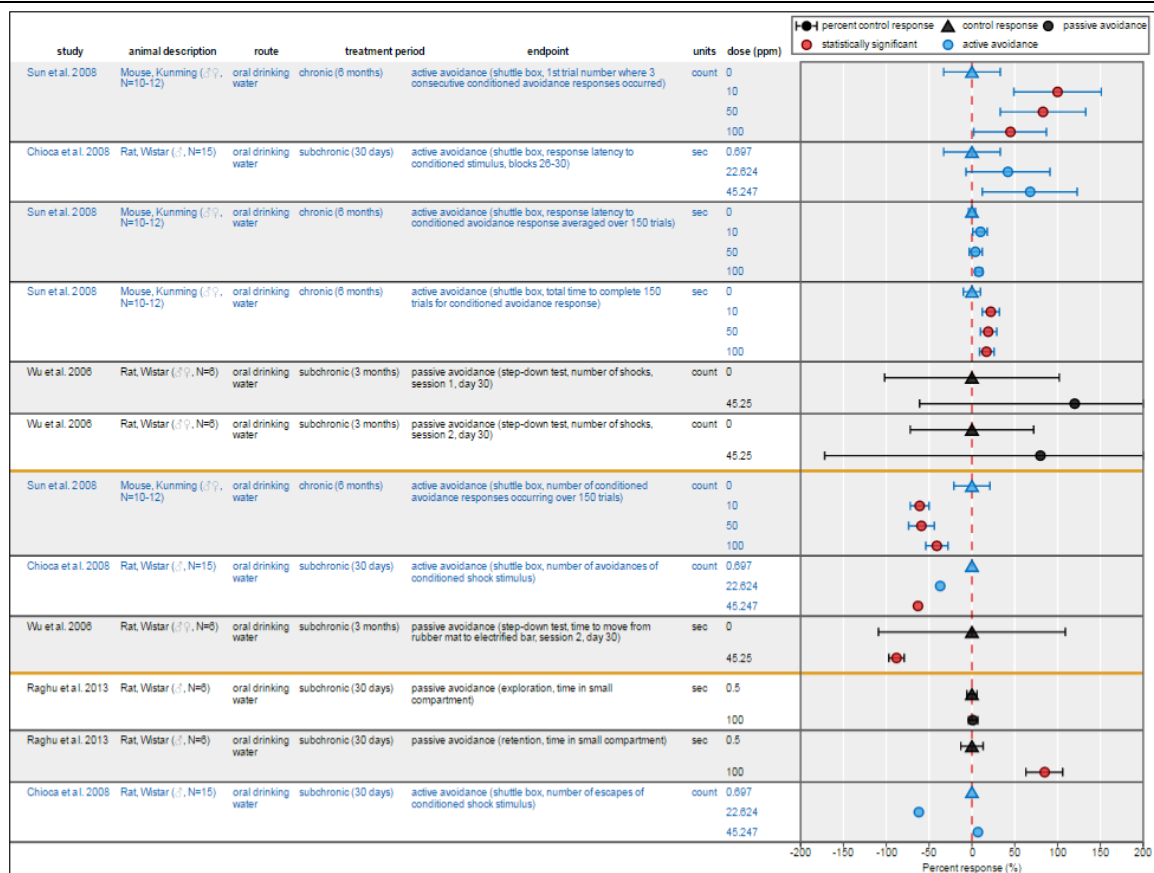 percent control response control response passive avoidance
statistically significant active avoidance
study animal description route treatment period endpoint units dose (ppm)
Sun et al. 2008 Mouse, Kunming (♂♀, N=10-12) oral drinking water chronic (6 months) active avoidance (shuttle box, 1st trial number where 3 consecutive conditioned avoidance responses occurred) count 0
10
50
100
Chioca et al. 2008 Rat, Wistar (♂, N=15) oral drinking water subchronic (30 days) active avoidance (shuttle box, response latency to conditioned stimulus, blocks 26-30) sec 0.697
22.624
45.247
Sun et al. 2008 Mouse, Kunming (♂♀, N=10-12) oral drinking water chronic (6 months) active avoidance (shuttle box, response latency to conditioned avoidance response averaged over 150 trials) sec 0
10
50
100
Sun et al. 2008 Mouse, Kunming (♂♀, N=10-12) oral drinking water chronic (6 months) active avoidance (shuttle box, total time to complete 150 trials for conditioned avoidance response) sec 0
10
50
100
Wu et al. 2006 Rat, Wistar (♂♀, N=6) oral drinking water subchronic (3 months) passive avoidance (step-down test, number of shocks, session 1, day 30) count 0
45.25
Wu et al. 2006 Rat, Wistar (♂♀, N=6) oral drinking water subchronic (3 months) passive avoidance (step-down test, number of shocks, session 2, day 30) count 0
45.25
Sun et al. 2008 Mouse, Kunming (♂♀, N=10-12) oral drinking water chronic (6 months) active avoidance (shuttle box, number of conditioned avoidance responses occurring over 150 trials) count 0
10
50
100
Chioca et al. 2008 Rat, Wistar (♂, N=15) oral drinking water subchronic (30 days) active avoidance (shuttle box, number of avoidances of conditioned shock stimulus) count 0.697
22.624
45.247
Wu et al. 2006 Rat, Wistar (♂♀, N=6) oral drinking water subchronic (3 months) passive avoidance (step-down test, time to move from rubber mat to electrified bar, session 2, day 30) sec 0
45.25
Raghu et al. 2013 Rat, Wistar (♂, N=6) oral drinking water subchronic (30 days) passive avoidance (exploration, time in small compartment) sec 0.5
100
Raghu et al. 2013 Rat, Wistar (♂, N=6) oral drinking water subchronic (30 days) passive avoidance (retention, time in small compartment) sec 0.5
100
Chioca et al. 2008 Rat, Wistar (♂, N=15) oral drinking water subchronic (30 days) active avoidance (shuttle box, number of escapes of conditioned shock stimulus) count 0.697
22.624
45.247
-200 -150 -100 -50 0 50 100 150 200
Percent response (%)